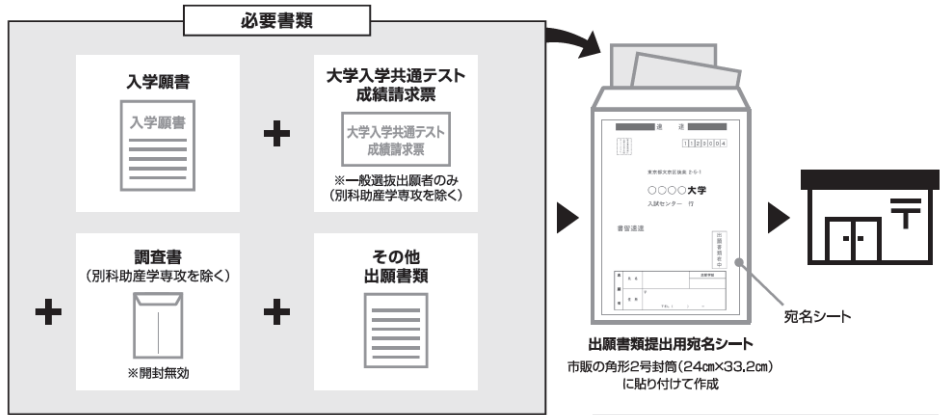 必要書類
入学願書
入学願書
大学入学共通テスト
成績請求票
大学入学共通テスト
成績請求票
※一般選抜出願者のみ
(別科助産学専攻を除く)
調査書
(別科助産学専攻を除く)
※開封無効
その他
出願書類
速 達
1123304
○○○○大学
入試センター 行
出願書類在中
宛名シート
出願書類提出用宛名シート
市販の角形2号封筒(24㎝×33.2㎝)
に貼り付けて作成
〒